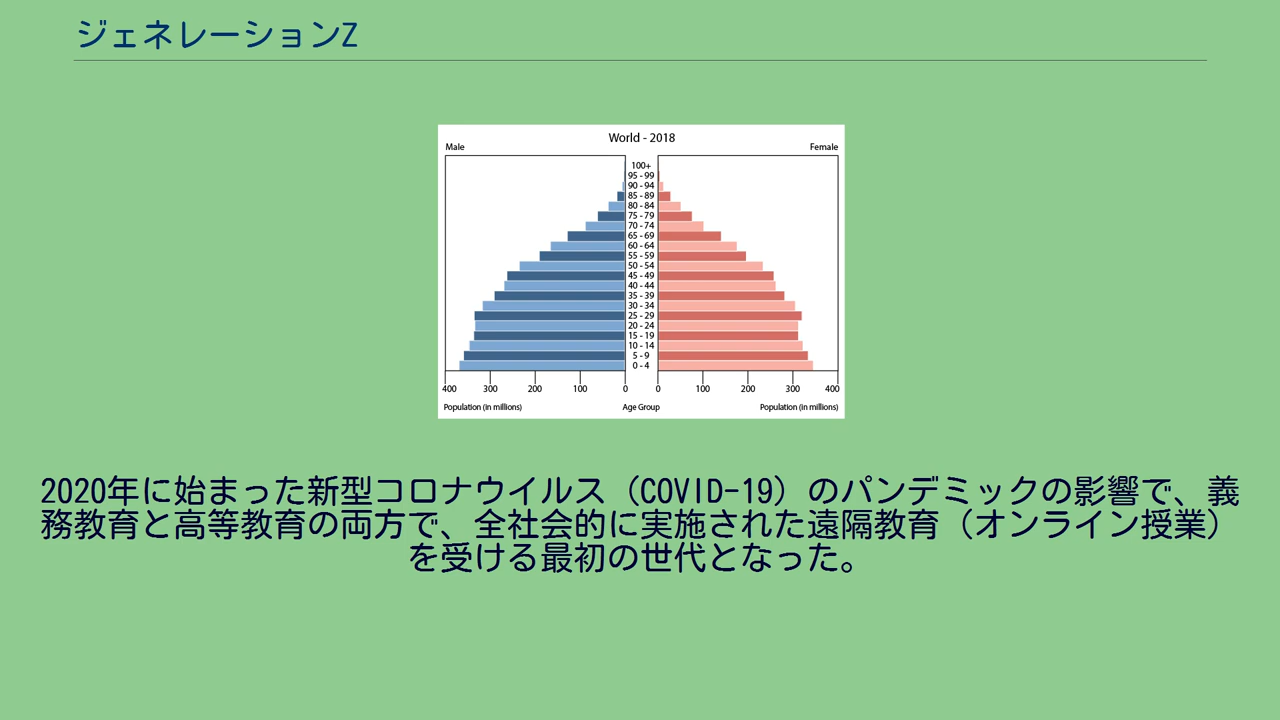 ジェネレーションZ
World - 2018
Male
Female
100+
95 - 99
90 - 94
85 - 89
80 - 84
75 - 79
70 - 74
65 - 69
60 - 64
55 - 59
50 - 54
45 - 49
40 - 44
35 - 39
30 - 34
25 - 29
20 - 24
15 - 19
10 - 14
5 - 9
0 - 4
400 300 200 100 0 0 100 200 300 400
Population (in millions) Age Group Population (in millions)
2020年に始まった新型コロナウイルス（COVID-19）のパンデミックの影響で、義
務教育と高等教育の両方で、全社会的に実施された遠隔教育（オンライン授業）
を受ける最初の世代となった。